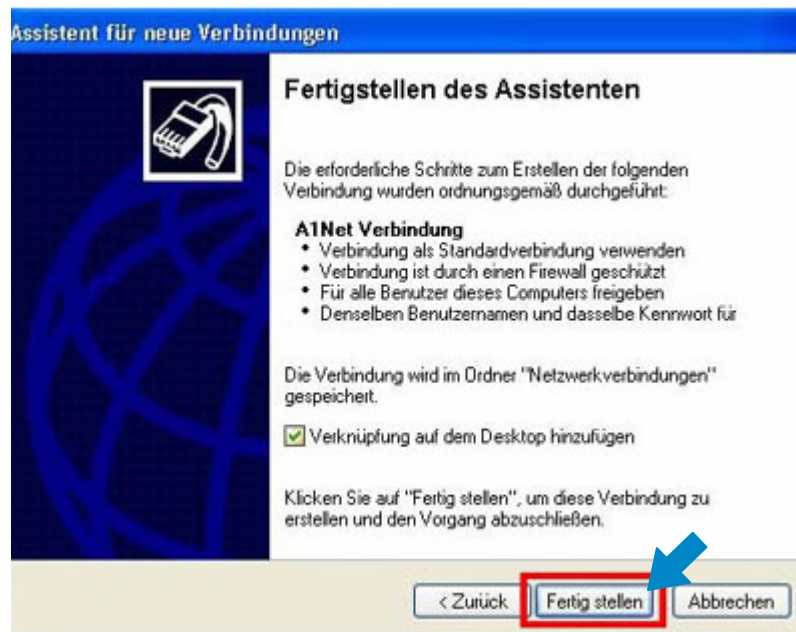 Assistent für neue Verbindungen
Fertigstellen des Assistenten
Die erforderliche Schritte zum Erstellen der folgenden
Verbindung wurden ordnungsgemäß durchgeführt:
A1Net Verbindung
• Verbindung als Standardverbindung verwenden
• Verbindung ist durch einen Firewall geschützt
• Für alle Benutzer dieses Computers freigeben
• Denselben Benutzernamen und dasselbe Kennwort für
Die Verbindung wird im Ordner "Netzwerkverbindungen"
gespeichert.
Verknüpfung auf dem Desktop hinzufügen
Klicken Sie auf "Fertig stellen", um diese Verbindung zu
erstellen und den Vorgang abzuschließen.
< Zurück Fertig stellen Abbrechen